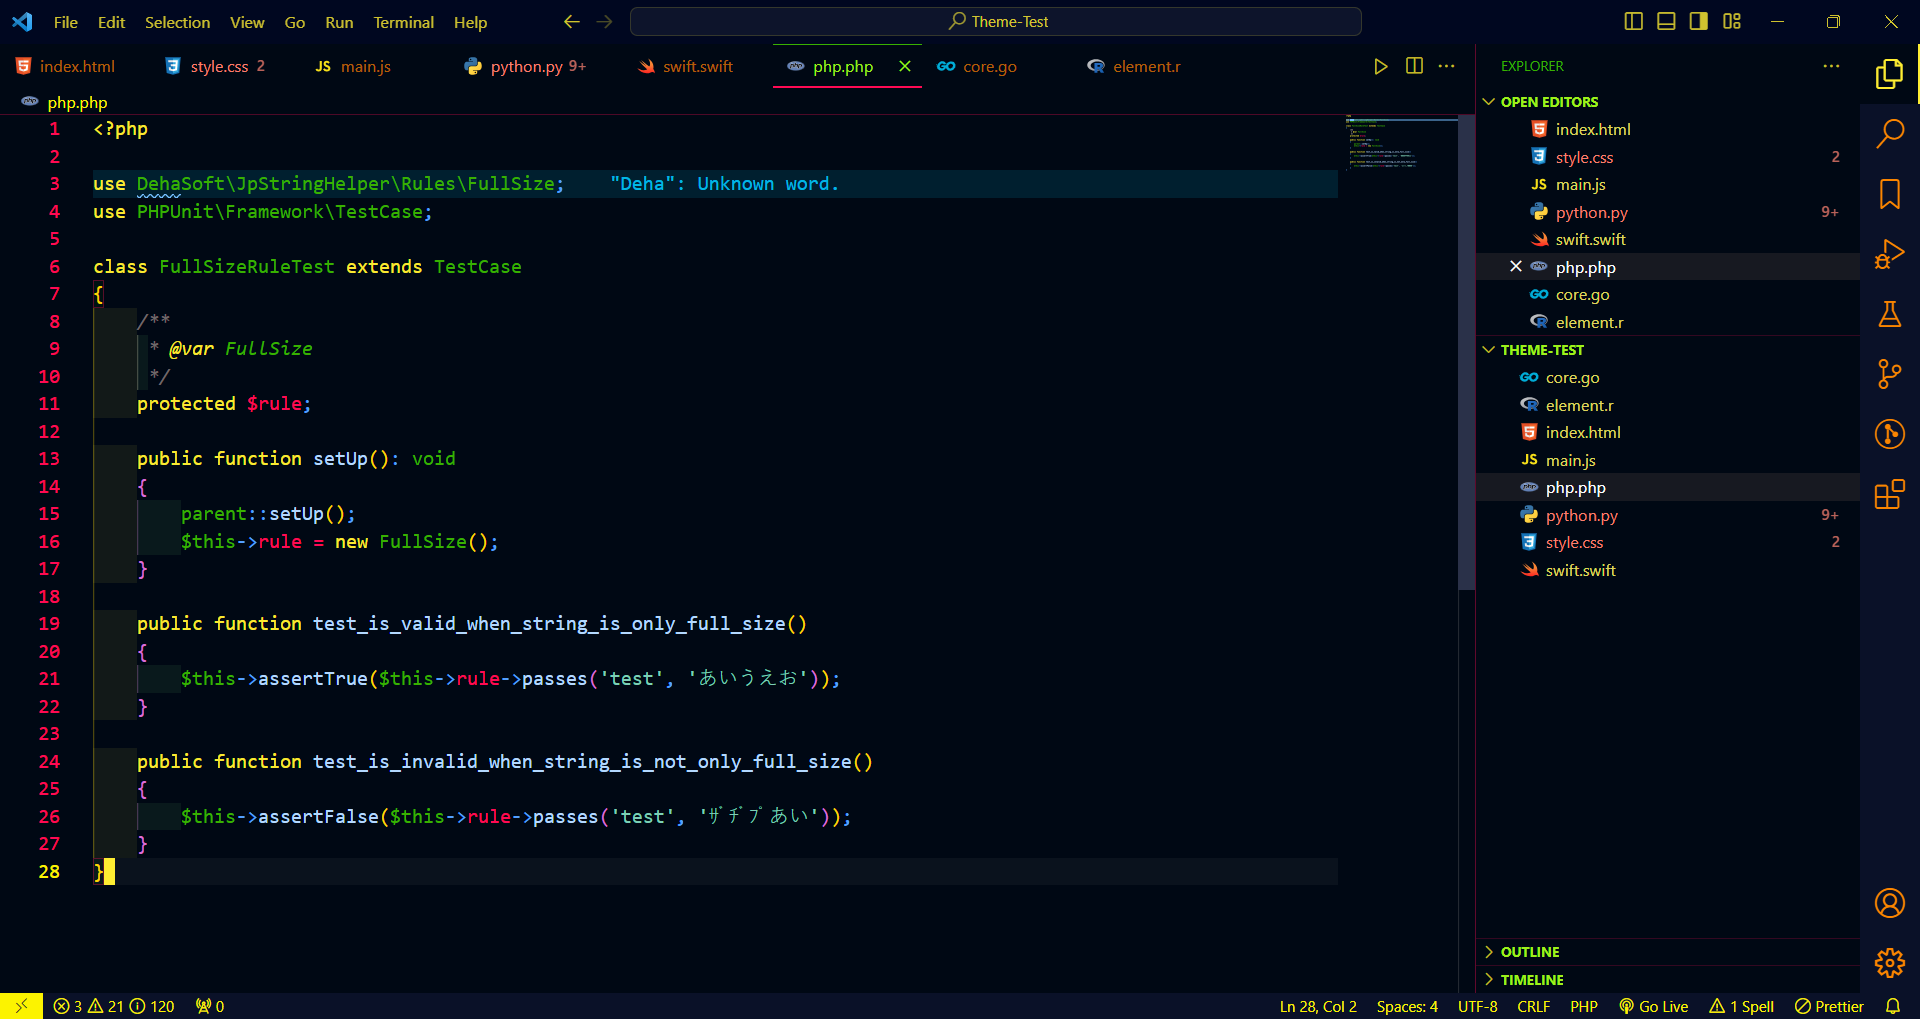 File Edit Selection View Go Run Terminal Help
Theme-Test
index.html
style.css 2
JS main.js
python.py 9+
swift.swift
php php.php
GO core.go
R element.r
php php.php
1 <?php
2
3 use DehaSoft\JpStringHelper\Rules\FullSize; "Deha": Unknown word.
4 use PHPUnit\Framework\TestCase;
5
6 class FullSizeRuleTest extends TestCase
7 {
8 /**
9 * @var FullSize
10 */
11 protected $rule;
12
13 public function setUp(): void
14 {
15 parent::setUp();
16 $this->rule = new FullSize();
17 }
18
19 public function test_is_valid_when_string_is_only_full_size()
20 {
21 $this->assertTrue($this->rule->passes('test', 'あいうえお'));
22 }
23
24 public function test_is_invalid_when_string_is_not_only_full_size()
25 {
26 $this->assertFalse($this->rule->passes('test', 'ｻﾞﾁﾞﾌﾟあい'));
27 }
28 }
EXPLORER
OPEN EDITORS
index.html
style.css 2
JS main.js
python.py 9+
swift.swift
php php.php
GO core.go
R element.r
THEME-TEST
GO core.go
R element.r
index.html
JS main.js
php php.php
python.py 9+
style.css 2
swift.swift
OUTLINE
TIMELINE
3 21 120 0
Ln 28, Col 2 Spaces: 4 UTF-8 CRLF PHP Go Live 1 Spell Prettier